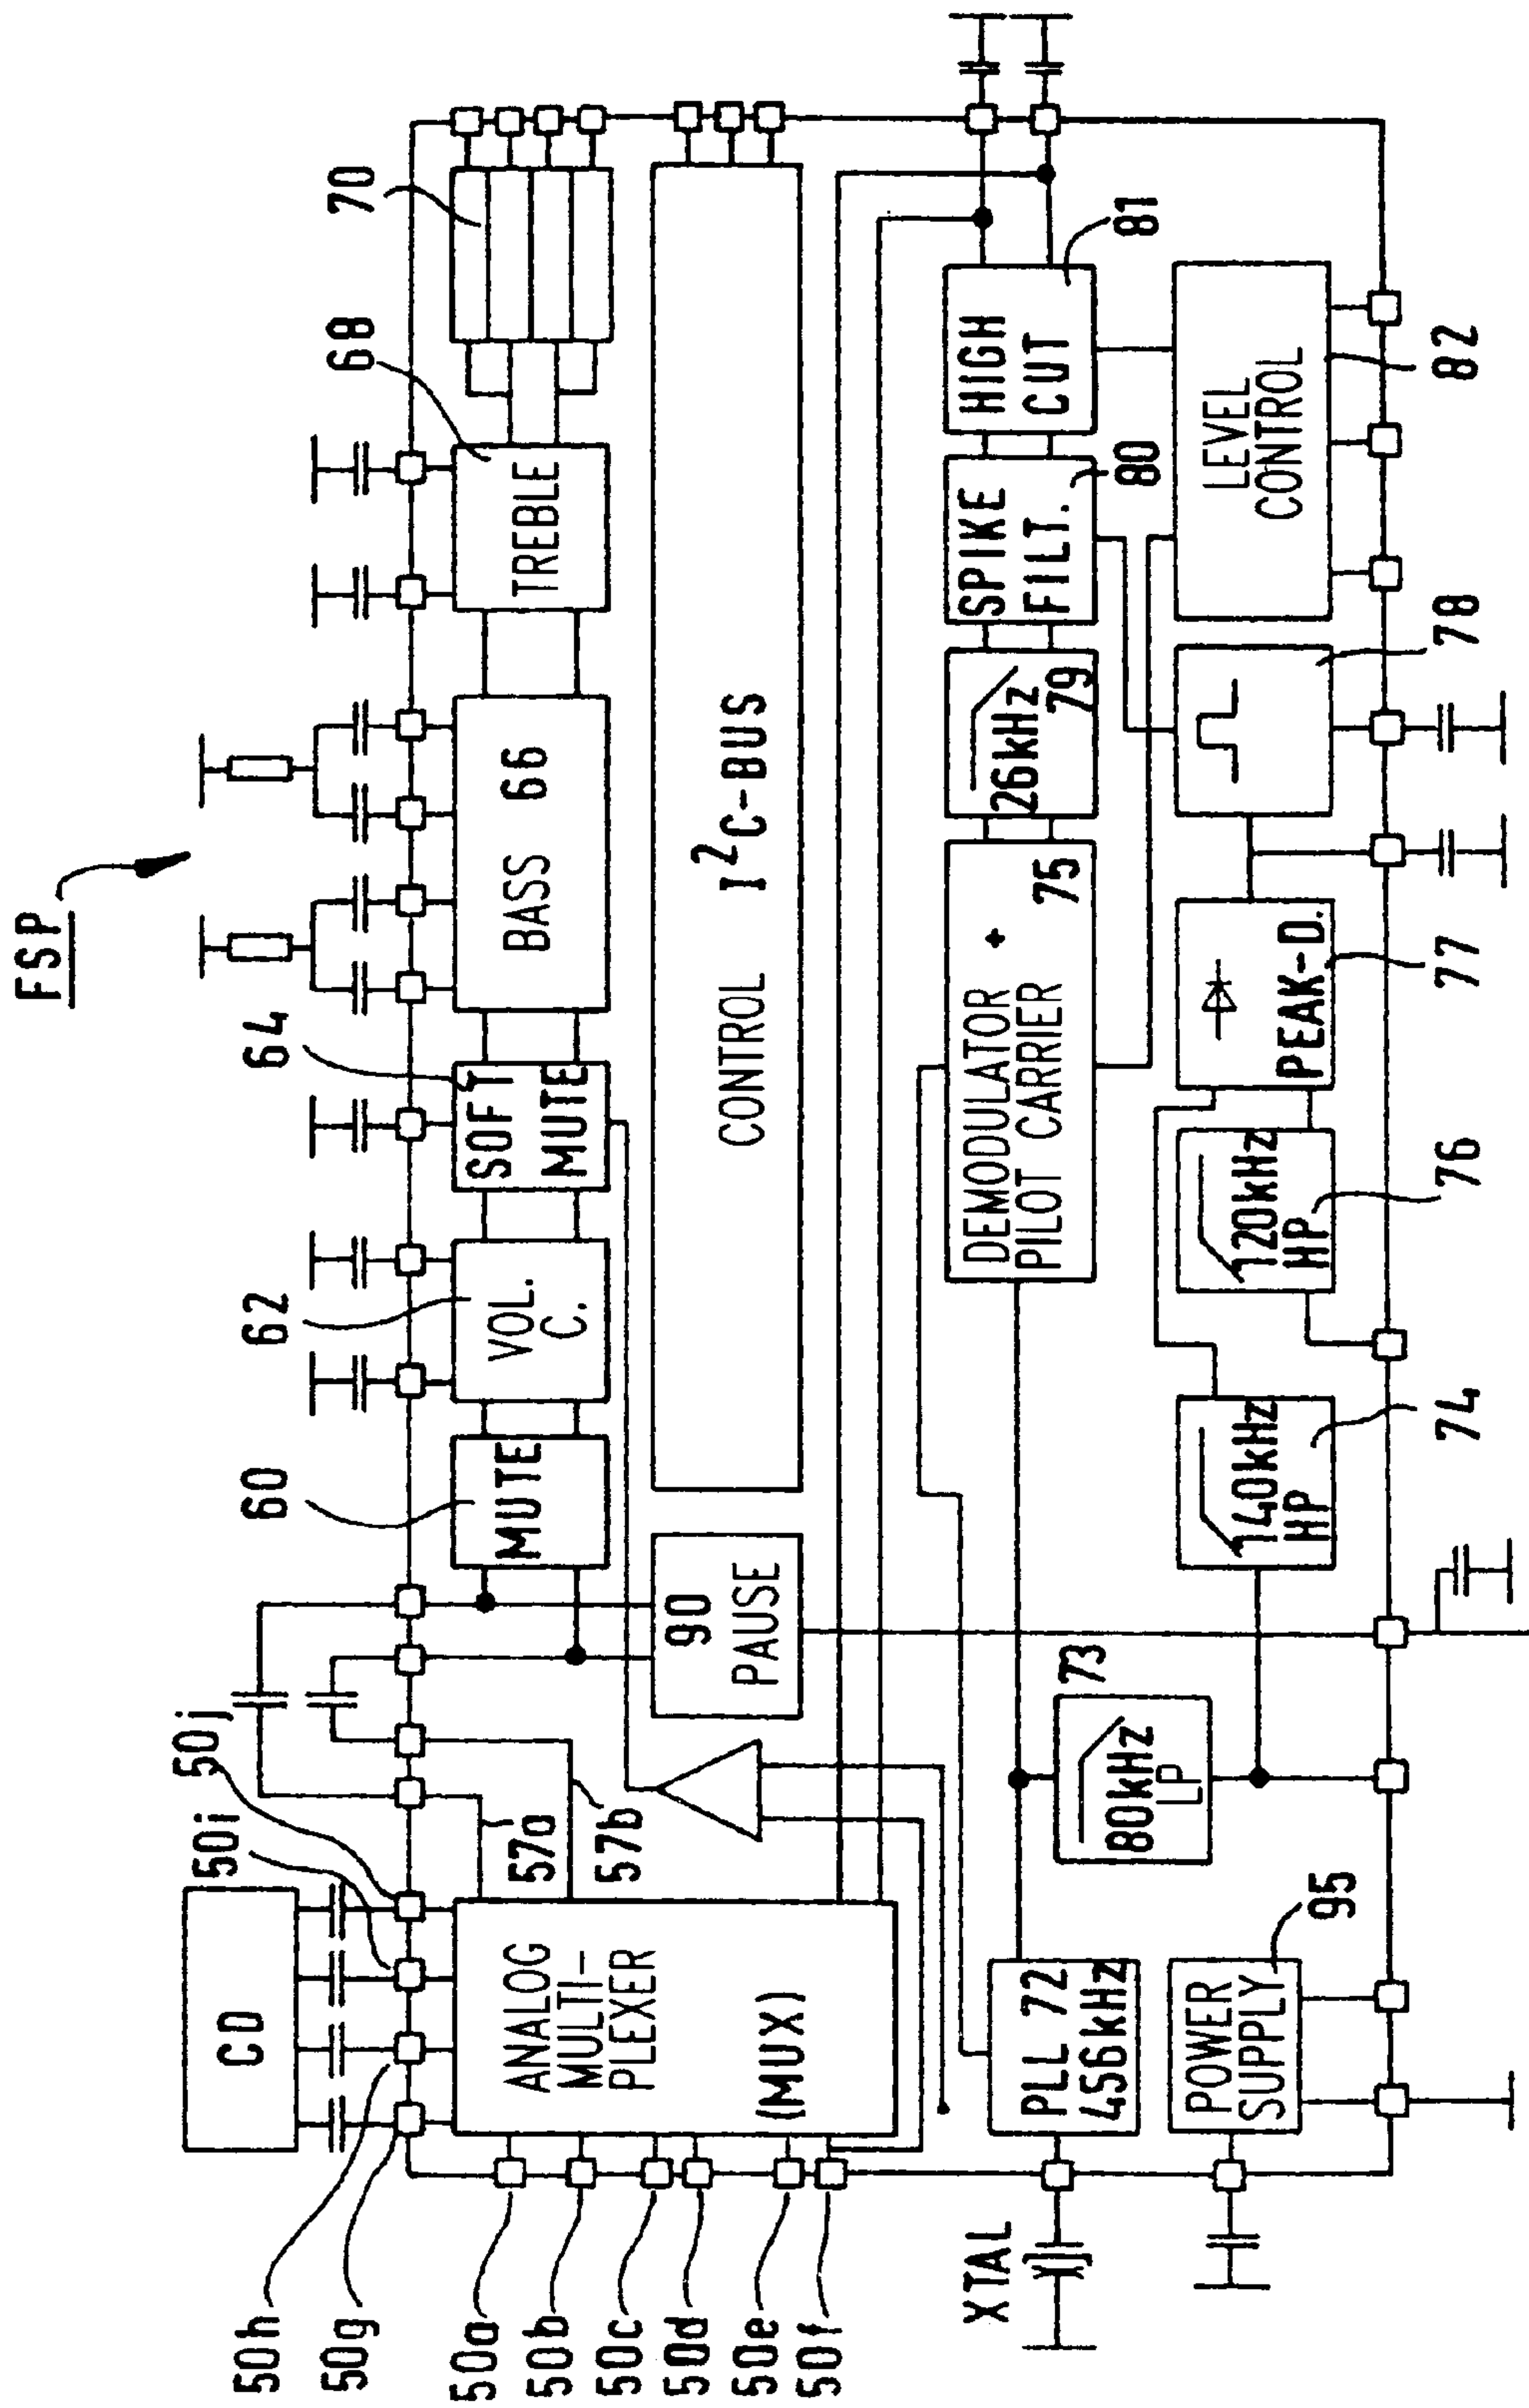 FSP
CD
50j
50i
50h
50g
50a
50b
50c
50d
50e
50f
57a
57b
ANALOG
MULTI-
PLEXER
(MUX)
60
MUTE
62
VOL.
C.
64
SOFT
MUTE
BASS 66
68
TREBLE
70
90
PAUSE
CONTROL I²C-BUS
XTAL
PLL 72
456kHz
73
80kHz
LP
DEMODULATOR +
PILOT CARRIER
75
26kHz
79
SPIKE
FILT.
80
HIGH
CUT
81
POWER
SUPPLY
95
140kHz
HP
74
120kHz
HP
76
PEAK-D.
77
78
LEVEL
CONTROL
82